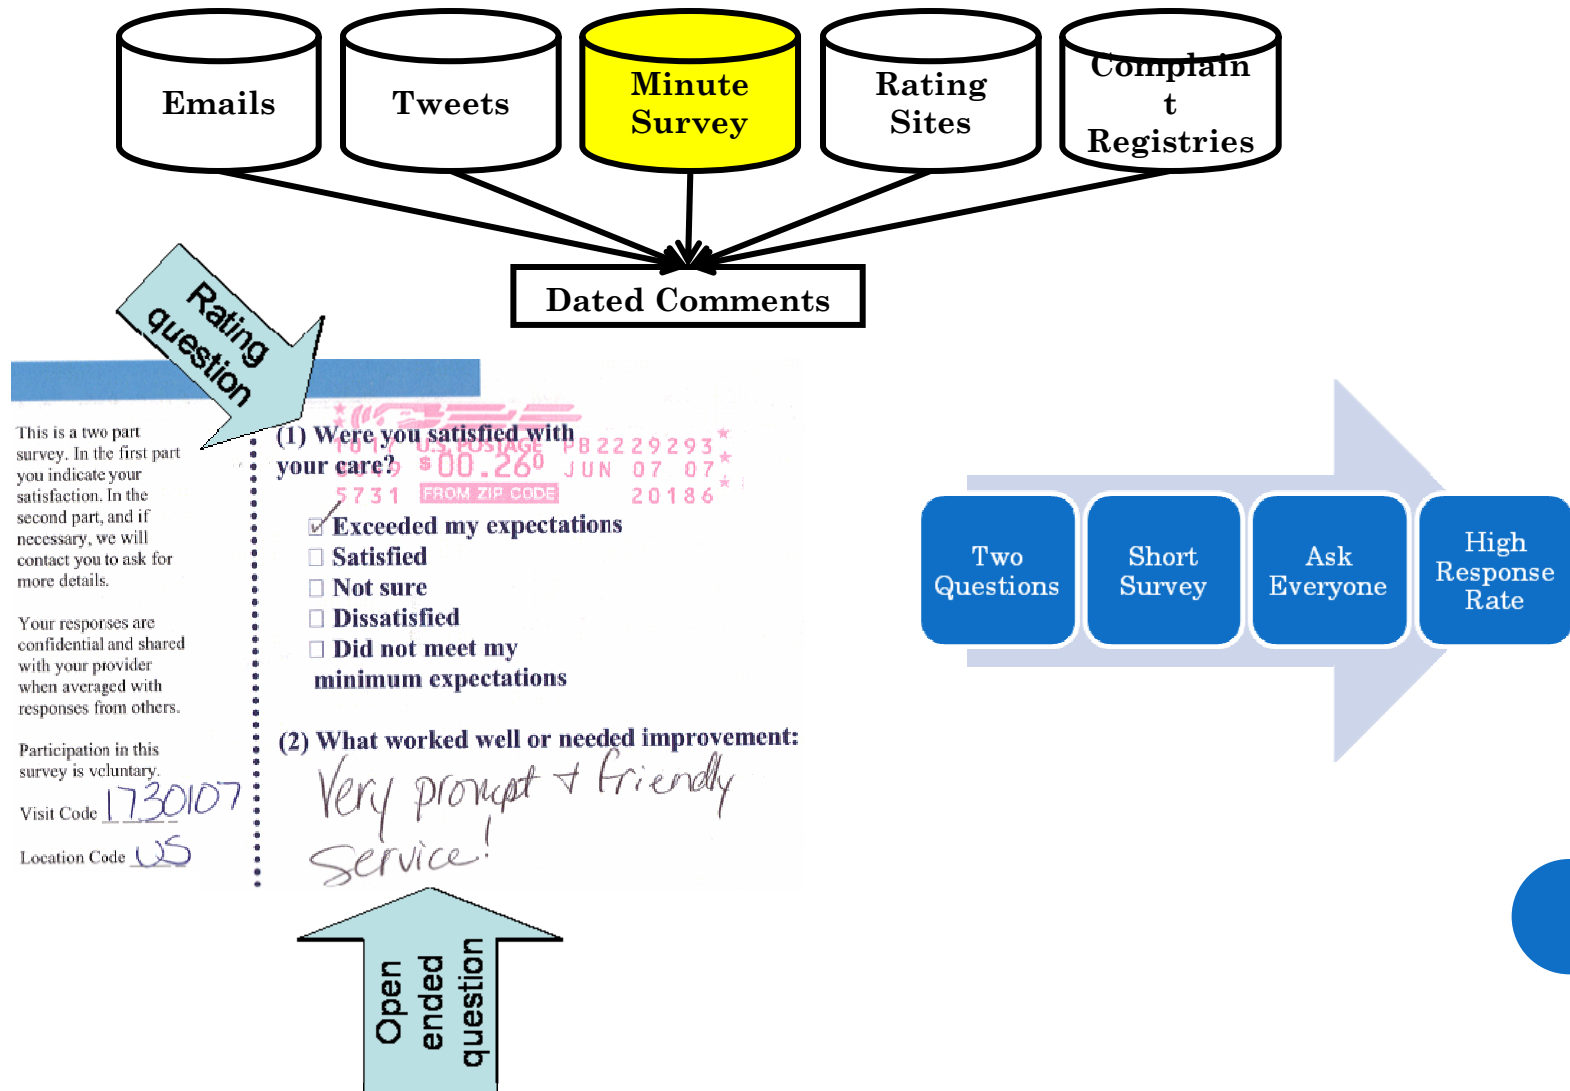 Emails
Tweets
Minute
Survey
Rating
Sites
Complain
t
Registries
Dated Comments
Rating
question
This is a two part
survey. In the first part
you indicate your
satisfaction. In the
second part, and if
necessary, we will
contact you to ask for
more details.
Your responses are
confidential and shared
with your provider
when averaged with
responses from others.
Participation in this
survey is voluntary.
Visit Code 1730107
Location Code US
(1) Were you satisfied with
your care?
U.S. POSTAGE PB2229293
$00.260 JUN 07 07
5731 FROM ZIP CODE 20186
Exceeded my expectations
Satisfied
Not sure
Dissatisfied
Did not meet my
minimum expectations
(2) What worked well or needed improvement:
Very prompt + friendly
Service!
Open
ended
question
Two
Questions
Short
Survey
Ask
Everyone
High
Response
Rate